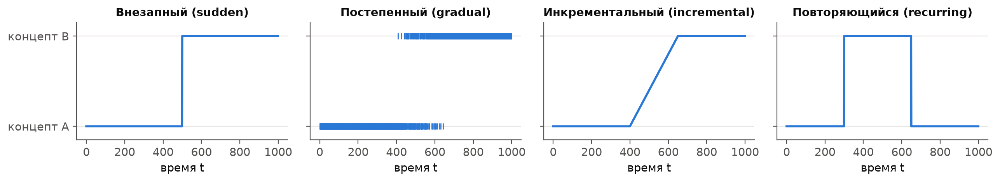 Внезапный (sudden)
Постепенный (gradual)
Инкрементальный (incremental)
Повторяющийся (recurring)
концепт B
концепт A
0 200 400 600 800 1000
0 200 400 600 800 1000
0 200 400 600 800 1000
0 200 400 600 800 1000
время t
время t
время t
время t